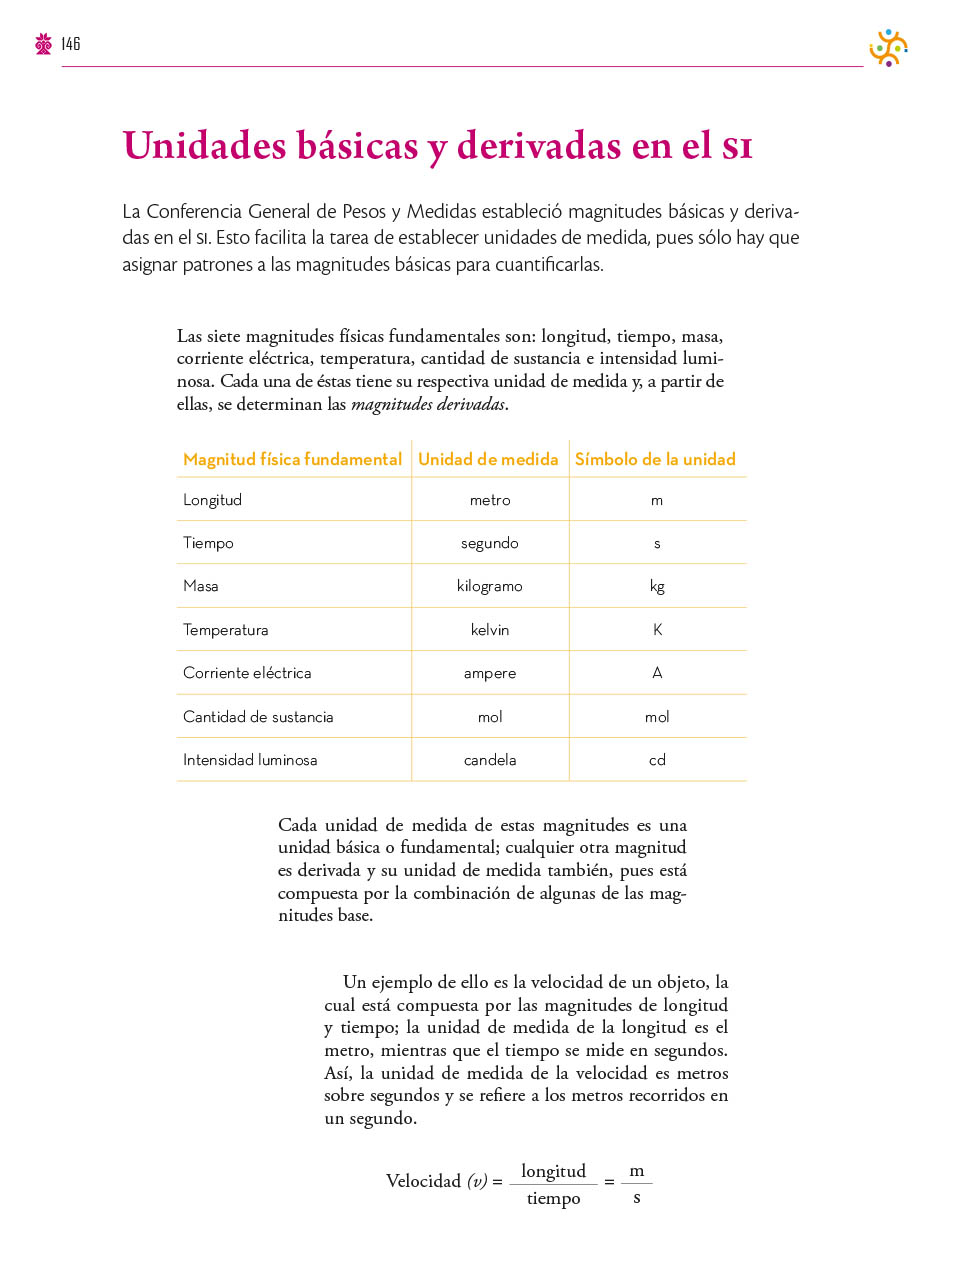 146
Unidades básicas y derivadas en el SI
La Conferencia General de Pesos y Medidas estableció magnitudes básicas y deriva-
das en el SI. Esto facilita la tarea de establecer unidades de medida, pues sólo hay que
asignar patrones a las magnitudes básicas para cuantificarlas.
Las siete magnitudes físicas fundamentales son: longitud, tiempo, masa,
corriente eléctrica, temperatura, cantidad de sustancia e intensidad lumi-
nosa. Cada una de éstas tiene su respectiva unidad de medida y, a partir de
ellas, se determinan las magnitudes derivadas.
Magnitud física fundamental Unidad de medida Símbolo de la unidad
Longitud metro m
Tiempo segundo s
Masa kilogramo kg
Temperatura kelvin K
Corriente eléctrica ampere A
Cantidad de sustancia mol mol
Intensidad luminosa candela cd
Cada unidad de medida de estas magnitudes es una
unidad básica o fundamental; cualquier otra magnitud
es derivada y su unidad de medida también, pues está
compuesta por la combinación de algunas de las mag-
nitudes base.
Un ejemplo de ello es la velocidad de un objeto, la
cual está compuesta por las magnitudes de longitud
y tiempo; la unidad de medida de la longitud es el
metro, mientras que el tiempo se mide en segundos.
Así, la unidad de medida de la velocidad es metros
sobre segundos y se refiere a los metros recorridos en
un segundo.
longitud m
Velocidad (v) = =
tiempo s